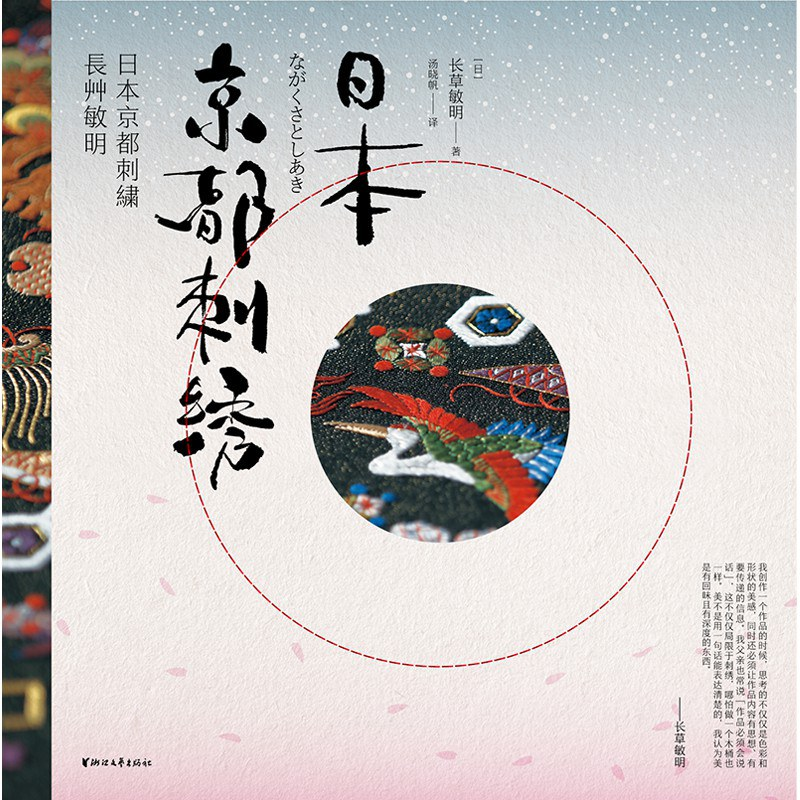 [日]
长草敏明——著
汤晓帆——译
日本
ながくさとしあき
京都刺绣
日本京都刺繍
長艸敏明
我创作一个作品的时候，思考的不仅仅是色彩和
形状的美感，同时还必须让作品内容有思想、有
要传递的信息。我父亲也常说「作品必须会说
话」，这不仅仅局限于刺绣，哪怕做一个木桶也
一样。美不是用一句话能表达清楚的，我认为美
是有回味且有深度的东西。
——长草敏明
浙江文艺出版社